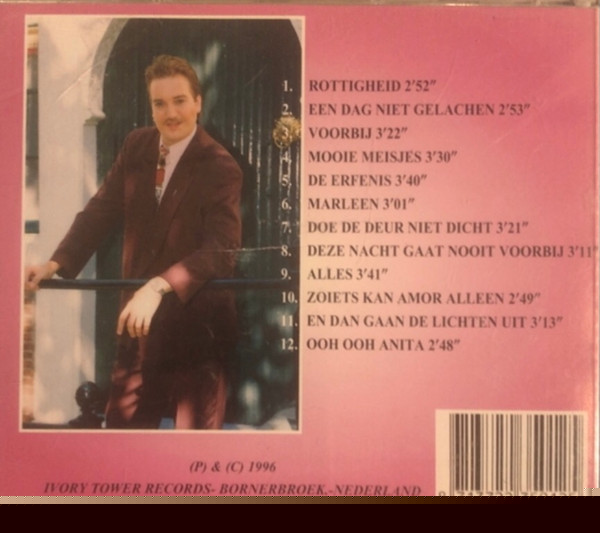 1. ROTTIGHEID 2'52"
2. EEN DAG NIET GELACHEN 2'53"
3. VOORBIJ 3'22"
4. MOOIE MEISJES 3'30"
5. DE ERFENIS 3'40"
6. MARLEEN 3'01"
7. DOE DE DEUR NIET DICHT 3'21"
8. DEZE NACHT GAAT NOOIT VOORBIJ 3'11"
9. ALLES 3'41"
10. ZOIETS KAN AMOR ALLEEN 2'49"
11. EN DAN GAAN DE LICHTEN UIT 3'13"
12. OOH OOH ANITA 2'48"
(P) & (C) 1996
IVORY TOWER RECORDS- BORNERBROEK.-NEDERLAND